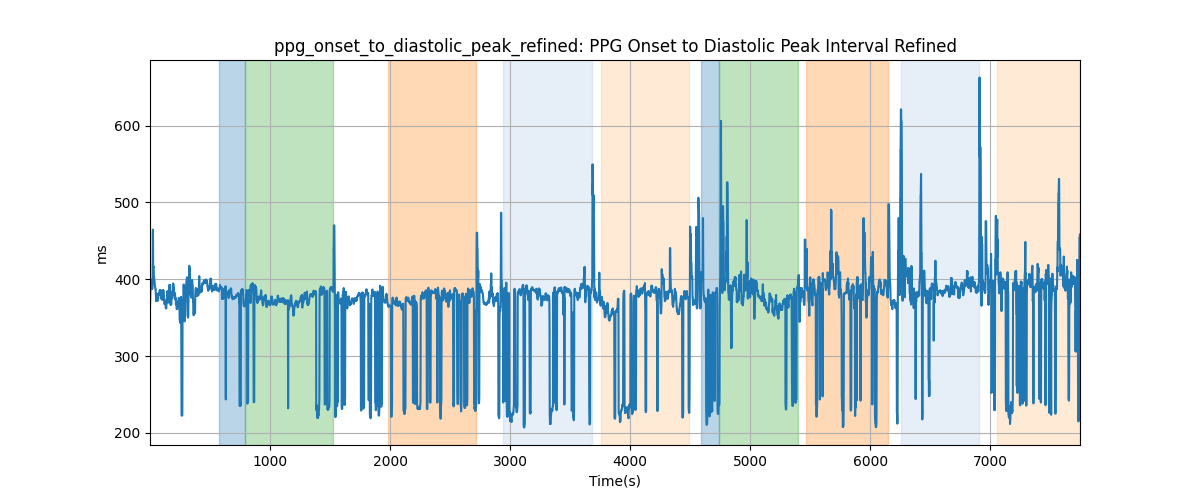 ppg_onset_to_diastolic_peak_refined: PPG Onset to Diastolic Peak Interval Refined
600
500
400
300
200
ms
1000 2000 3000 4000 5000 6000 7000
Time(s)